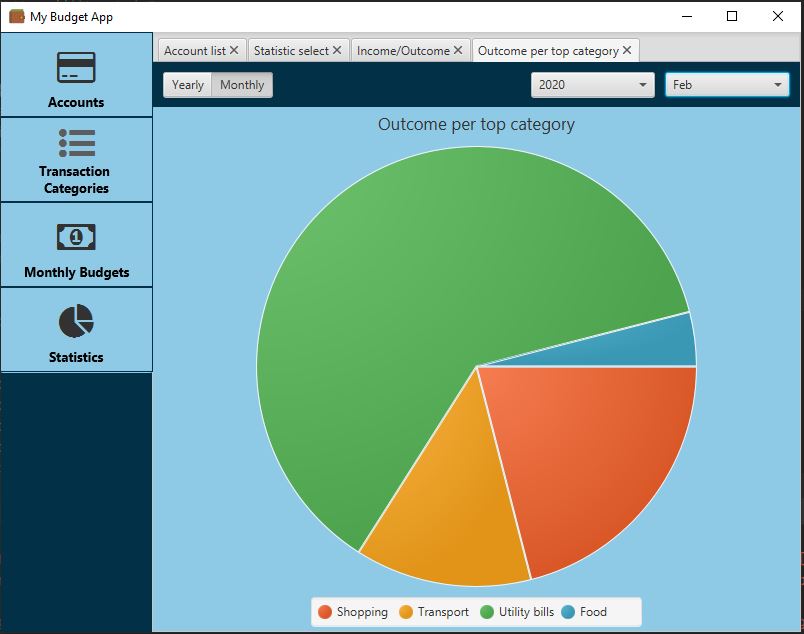 My Budget App
Account list Statistic select Income/Outcome Outcome per top category
Yearly Monthly 2020 Feb
Accounts
Transaction
Categories
1
Monthly Budgets
Statistics
Outcome per top category
Shopping Transport Utility bills Food